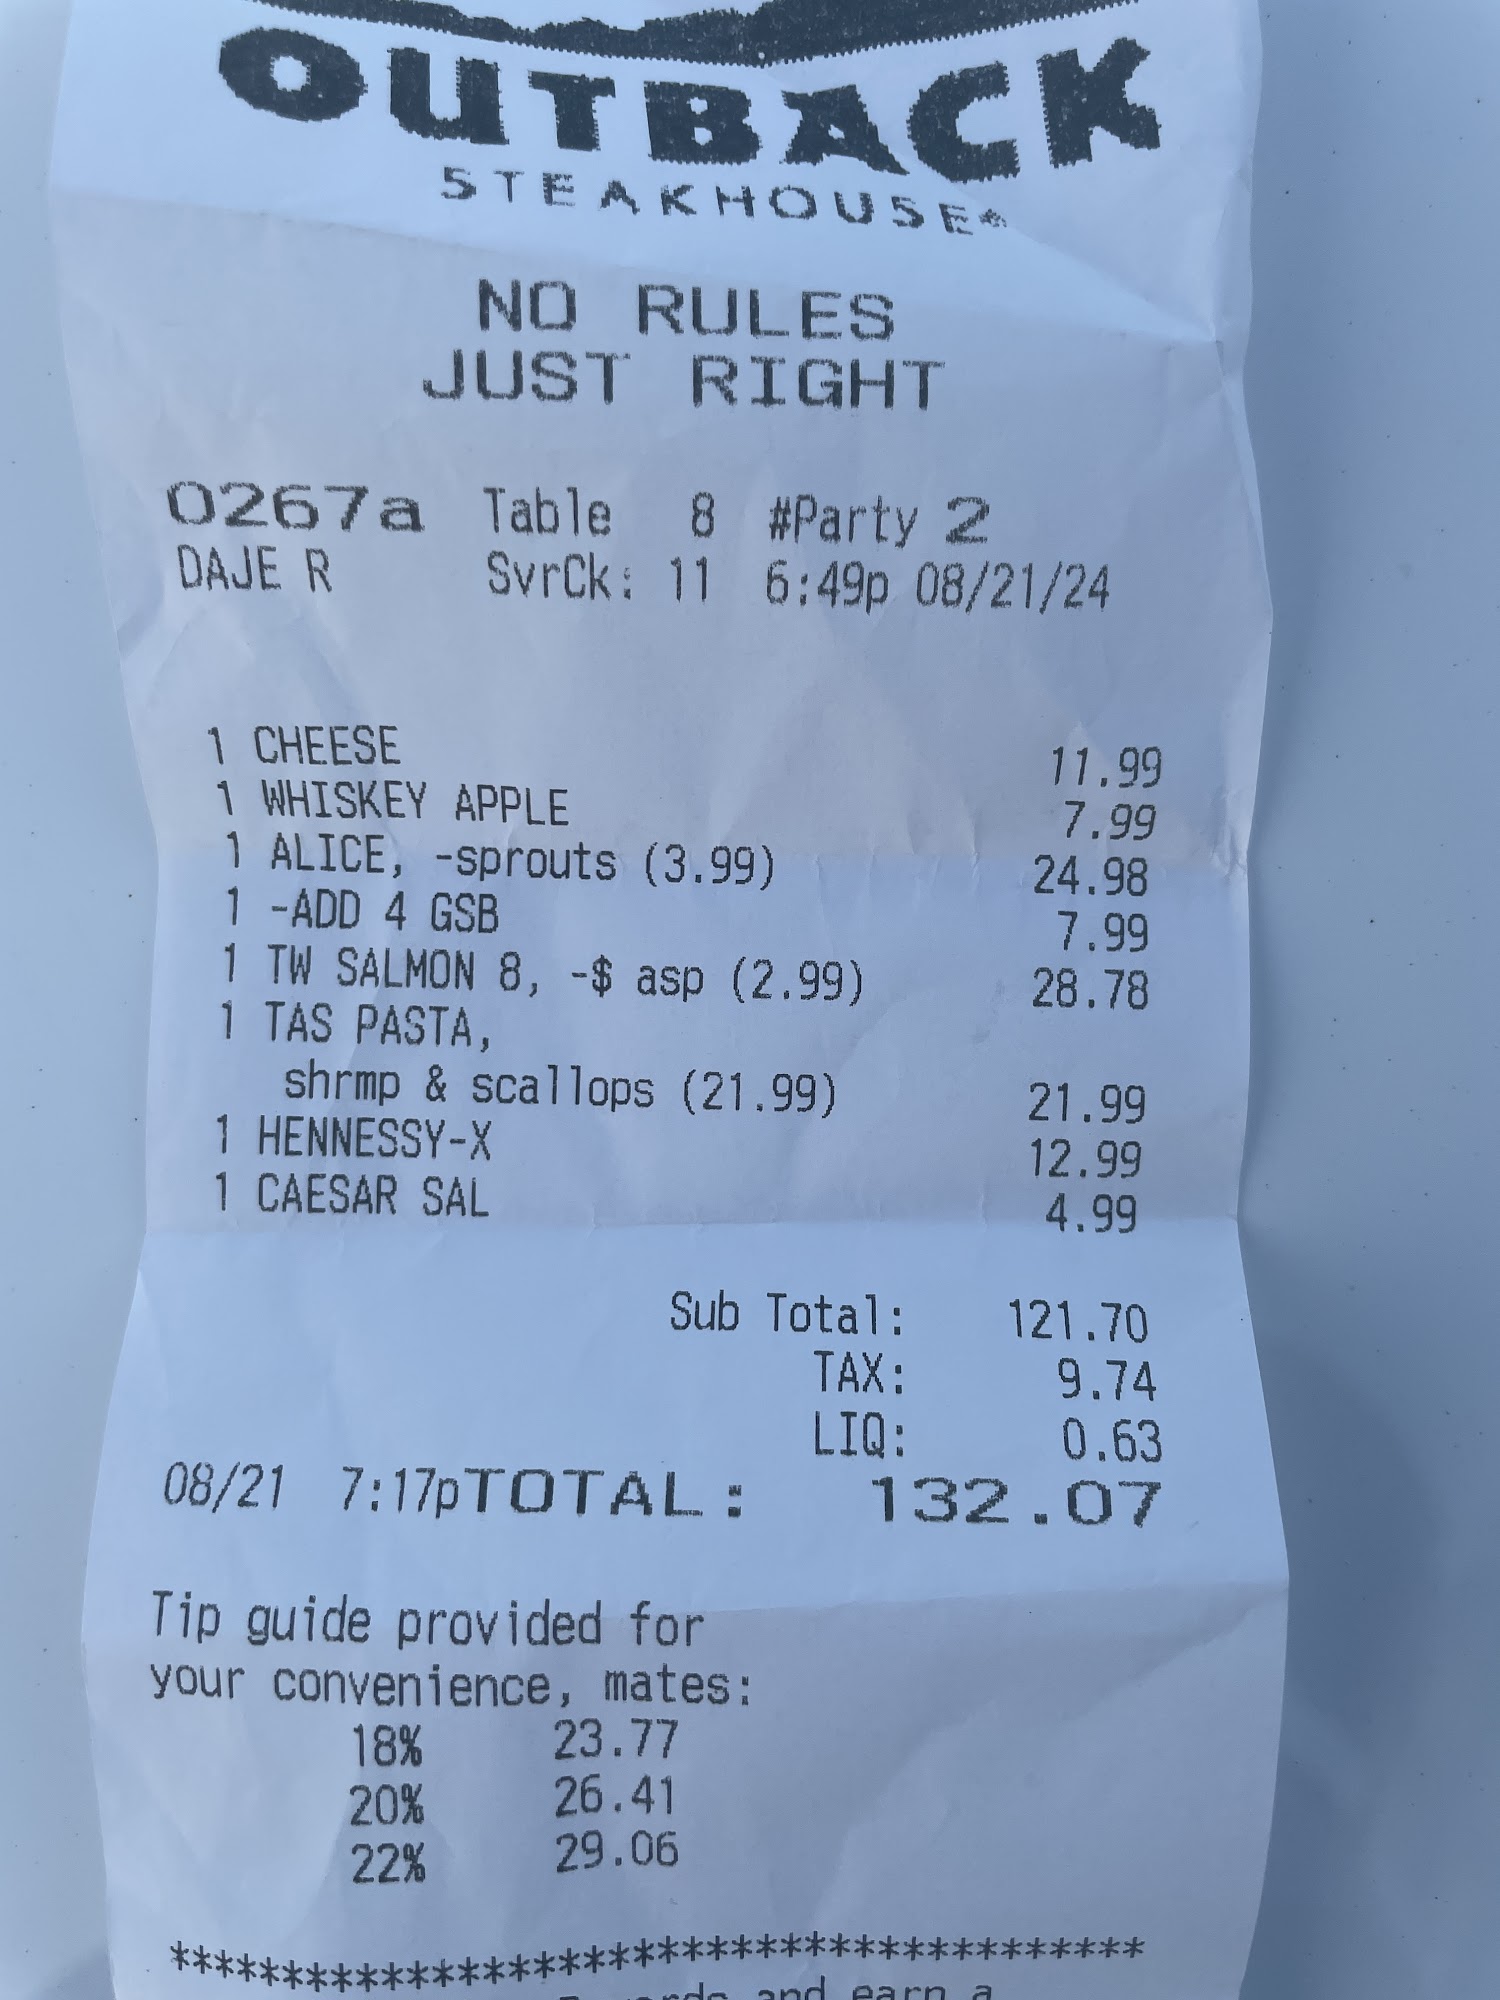 OUTBACK
STEAKHOUSE®
NO RULES
JUST RIGHT
0267a Table 8 #Party 2
DAJE R SvrCk: 11 6:49p 08/21/24
1 CHEESE 11.99
1 WHISKEY APPLE 7.99
1 ALICE, -sprouts (3.99) 24.98
1 -ADD 4 GSB 7.99
1 TW SALMON 8, -$ asp (2.99) 28.78
1 TAS PASTA,
shrmp & scallops (21.99) 21.99
1 HENNESSY-X 12.99
1 CAESAR SAL 4.99
Sub Total: 121.70
TAX: 9.74
LIQ: 0.63
08/21 7:17pTOTAL: 132.07
Tip guide provided for
your convenience, mates:
18% 23.77
20% 26.41
22% 29.06
****************************************
and earn a